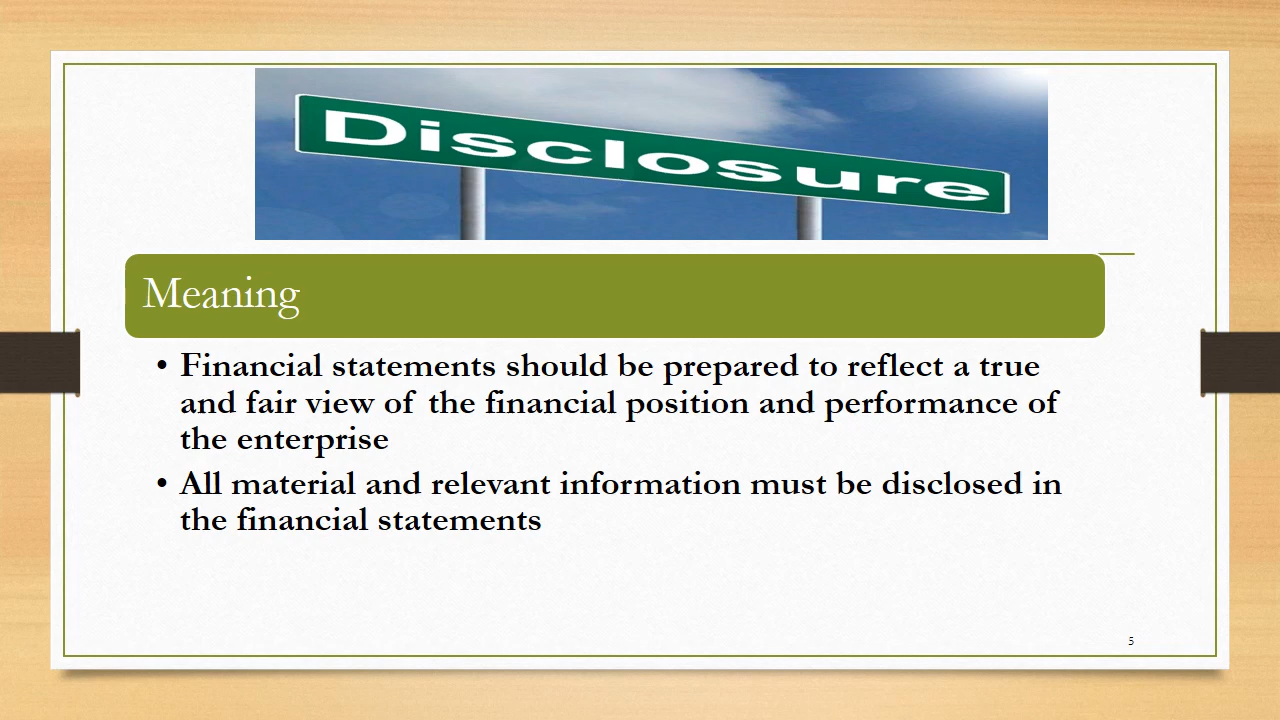 Disclosure
Meaning
• Financial statements should be prepared to reflect a true
and fair view of the financial position and performance of
the enterprise
• All material and relevant information must be disclosed in
the financial statements
5